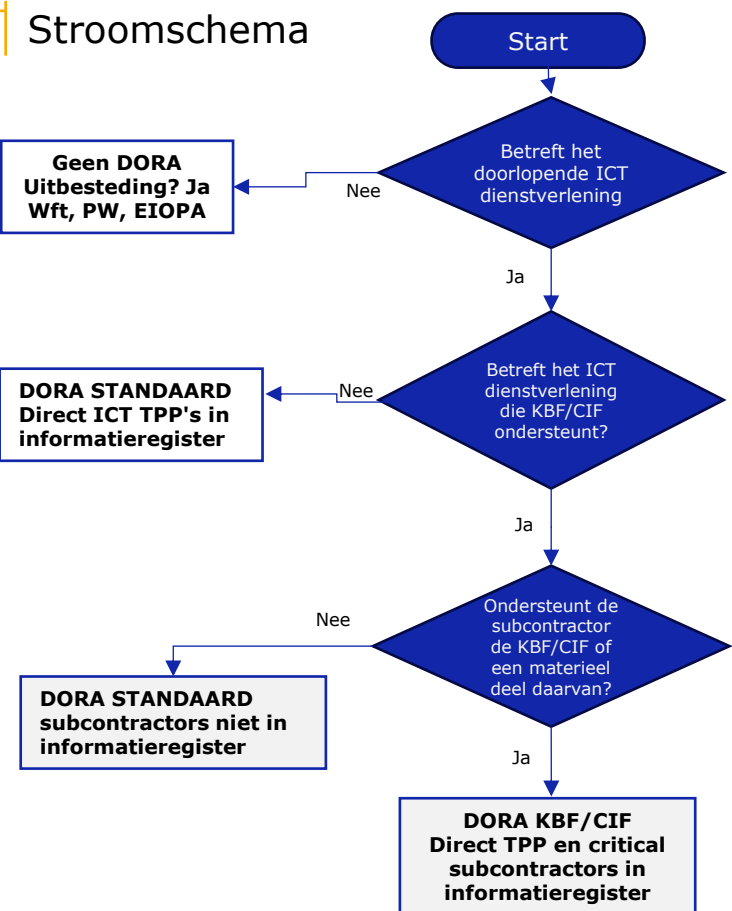 Stroomschema
Start
Betreft het
doorlopende ICT
dienstverlening
Nee
Geen DORA
Uitbesteding? Ja
Wft, PW, EIOPA
Ja
Betreft het ICT
dienstverlening
die KBF/CIF
ondersteunt?
Nee
DORA STANDAARD
Direct ICT TPP's in
informatieregister
Ja
Ondersteunt de
subcontractor
de KBF/CIF of
een materieel
deel daarvan?
Nee
DORA STANDAARD
subcontractors niet in
informatieregister
Ja
DORA KBF/CIF
Direct TPP en critical
subcontractors in
informatieregister